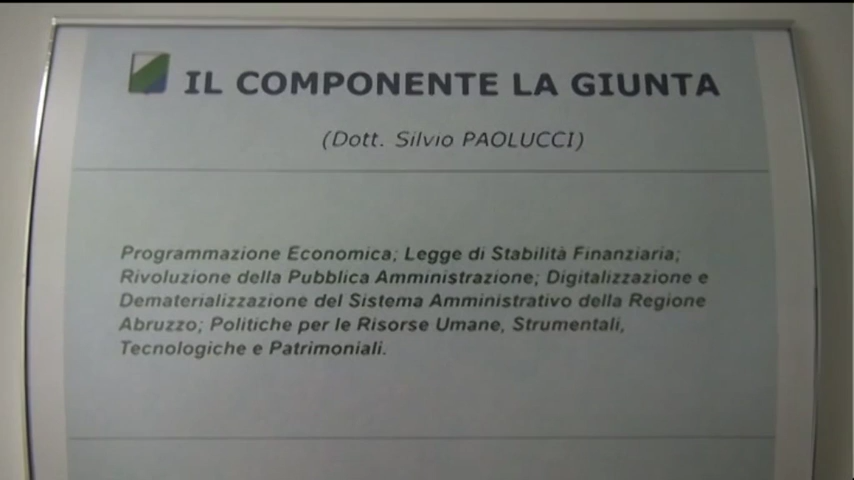 IL COMPONENTE LA GIUNTA
(Dott. Silvio PAOLUCCI)
Programmazione Economica; Legge di Stabilità Finanziaria;
Rivoluzione della Pubblica Amministrazione; Digitalizzazione e
Dematerializzazione del Sistema Amministrativo della Regione
Abruzzo; Politiche per le Risorse Umane, Strumentali,
Tecnologiche e Patrimoniali.